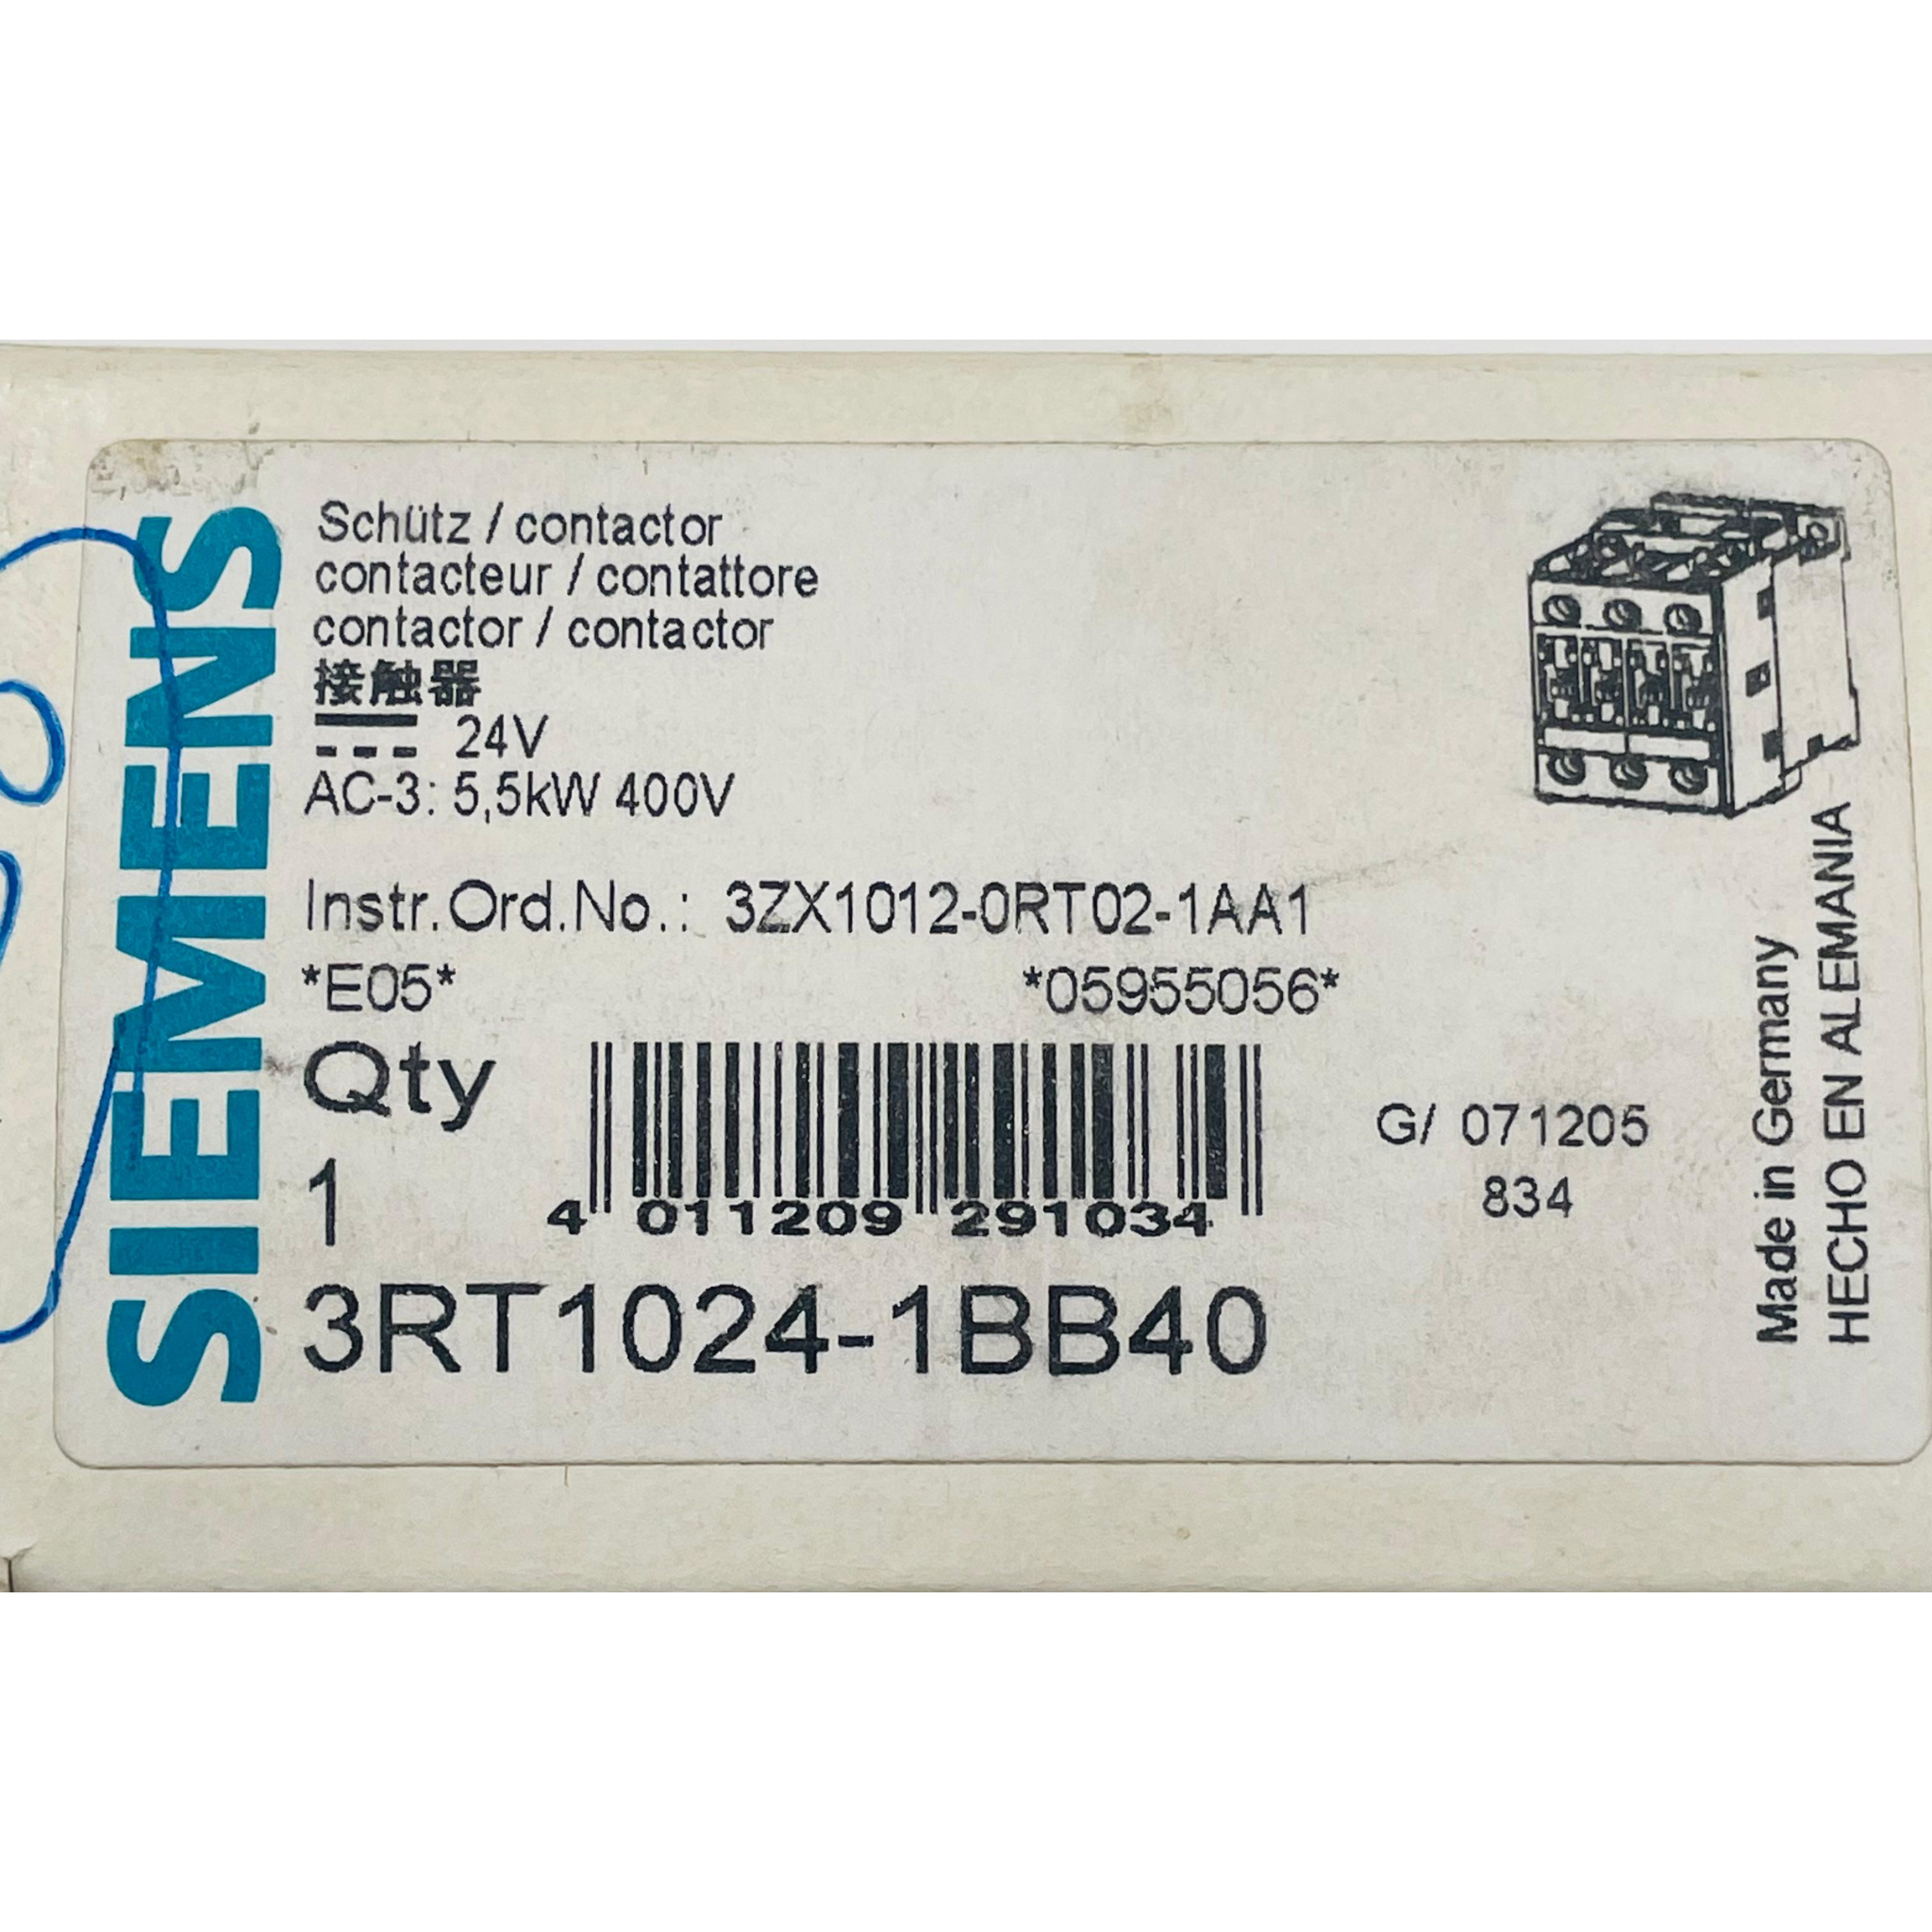 SIEMENS
Schütz / contactor
contacteur / contattore
contactor / contactor
接触器
24V
AC-3: 5,5kW 400V
Instr.Ord.No.: 3ZX1012-0RT02-1AA1
*E05* *05955056*
Qty
1
4 011209 291034
G/ 071205
834
3RT1024-1BB40
Made in Germany
HECHO EN ALEMANIA